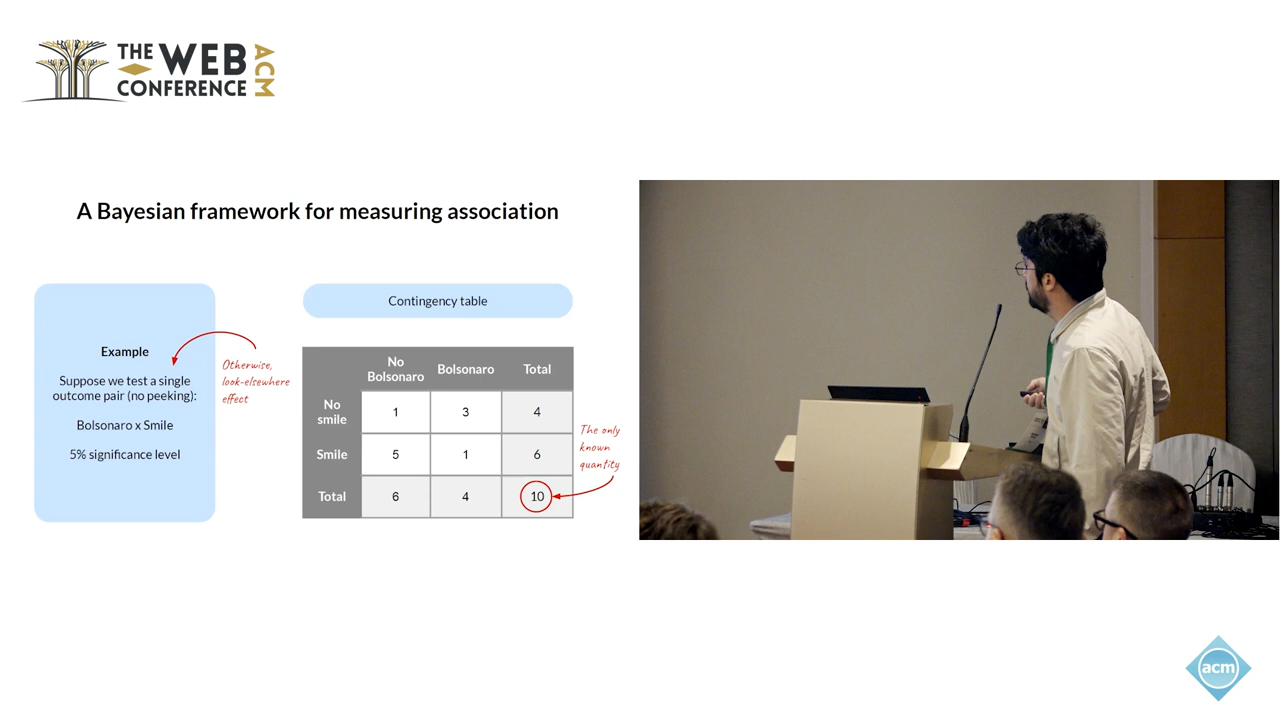 THE WEB
CONFERENCE
ACM
A Bayesian framework for measuring association
Example
Suppose we test a single
outcome pair (no peeking):
Bolsonaro x Smile
5% significance level
Otherwise,
look-elsewhere
effect
Contingency table
No
Bolsonaro
Bolsonaro
Total
No
smile
1
3
4
Smile
5
1
6
Total
6
4
10
The only
known
quantity
acm